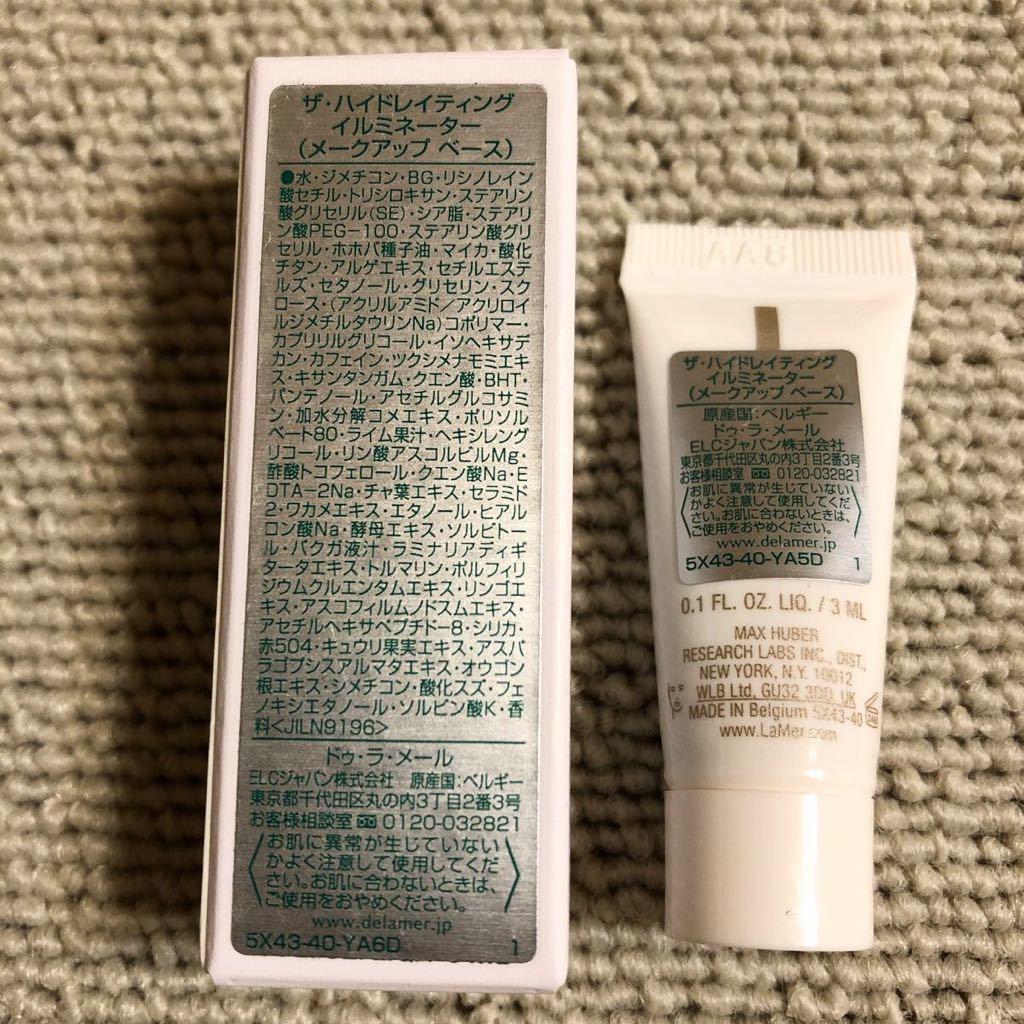 ザ・ハイドレイティング
イルミネーター
(メークアップ ベース)
●水・ジメチコン・BG・リシノレイン
酸セチル・トリシロキサン・ステアリン
酸グリセリル(SE)・シア脂・ステアリ
ン酸PEG-100・ステアリン酸グリ
セリル・ホホバ種子油・マイカ・酸化
チタン・アルゲエキス・セチルエステ
ルズ・セタノール・グリセリン・スク
ロース・(アクリルアミド/アクリロイ
ルジメチルタウリンNa)コポリマー・
カプリリルグリコール・イソヘキサデ
カン・カフェイン・ツクシメナモミエキ
ス・キサンタンガム・クエン酸・BHT・
パンテノール・アセチルグルコサミ
ン・加水分解コメエキス・ポリソル
ベート80・ライム果汁・ヘキシレング
リコール・リン酸アスコルビルMg・
酢酸トコフェロール・クエン酸Na・E
DTA-2Na・チャ葉エキス・セラミド
2・ワカメエキス・エタノール・ヒアル
ロン酸Na・酵母エキス・ソルビトー
ル・バクガ液汁・ラミナリアディギ
タータエキス・トルマリン・ポルフィリ
ジウムクルエンタムエキス・リンゴエ
キス・アスコフィルムノドスムエキス・
アセチルヘキサペプチド-8・シリカ・
赤504・キュウリ果実エキス・アスパ
ラゴプシスアルマタエキス・オウゴン
根エキス・シメチコン・酸化スズ・フェ
ノキシエタノール・ソルビン酸K・香
料<JILN9196>
ドゥ・ラ・メール
ELCジャパン株式会社 原産国:ベルギー
東京都千代田区丸の内3丁目2番3号
お客様相談室 0120-032821
お肌に異常が生じていない
かよく注意して使用してくだ
さい。お肌に合わないときは、
ご使用をおやめください。
www.delamer.jp
5X43-40-YA6D 1
AA8
ザ・ハイドレイティング
イルミネーター
(メークアップ ベース)
原産国:ベルギー
ドゥ・ラ・メール
ELCジャパン株式会社
東京都千代田区丸の内3丁目2番3号
お客様相談室 0120-032821
お肌に異常が生じていない
かよく注意して使用してくだ
さい。お肌に合わないときは、
ご使用をおやめください。
www.delamer.jp
5X43-40-YA5D 1
0.1 FL. OZ. LIQ. / 3 ML
MAX HUBER
RESEARCH LABS INC., DIST.,
NEW YORK, N.Y. 10012
WLB Ltd, GU32 3DD, UK
MADE IN Belgium 5X43-40
www.LaMer.com